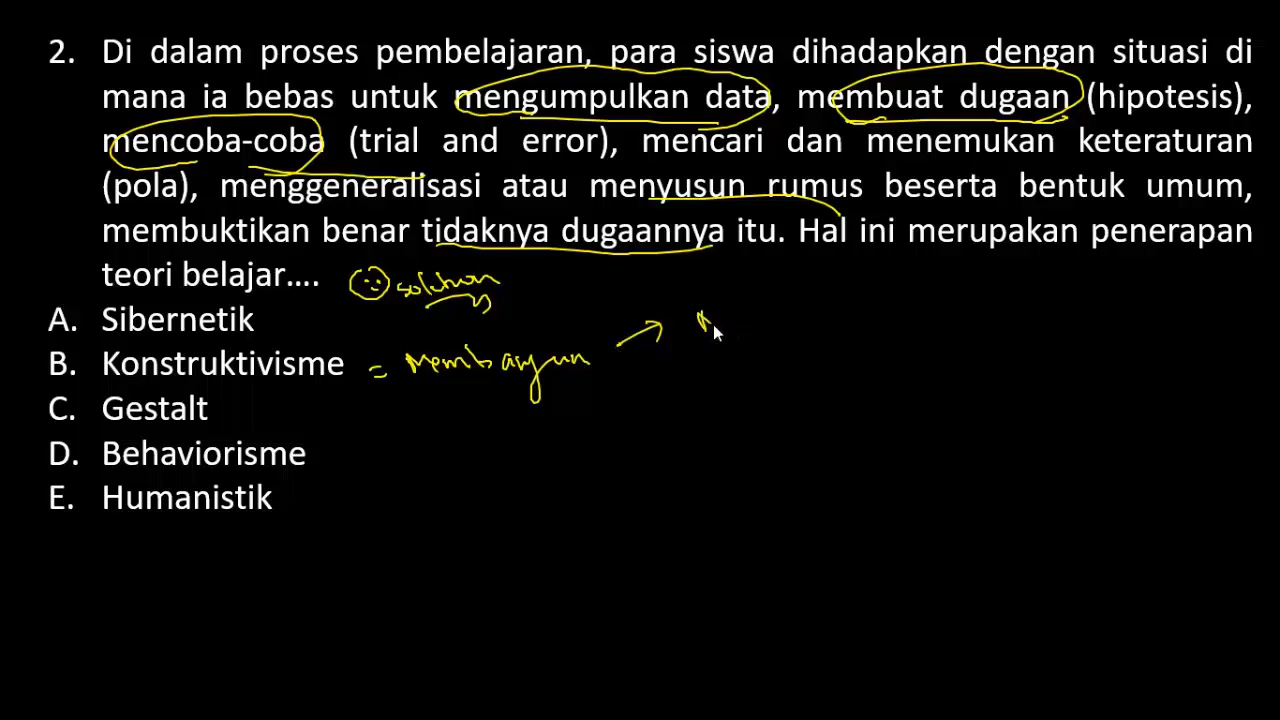 2. Di dalam proses pembelajaran, para siswa dihadapkan dengan situasi di
mana ia bebas untuk mengumpulkan data, membuat dugaan (hipotesis),
mencoba-coba (trial and error), mencari dan menemukan keteraturan
(pola), menggeneralisasi atau menyusun rumus beserta bentuk umum,
membuktikan benar tidaknya dugaannya itu. Hal ini merupakan penerapan
teori belajar....
solution
A. Sibernetik
B. Konstruktivisme = Membangun →
C. Gestalt
D. Behaviorisme
E. Humanistik